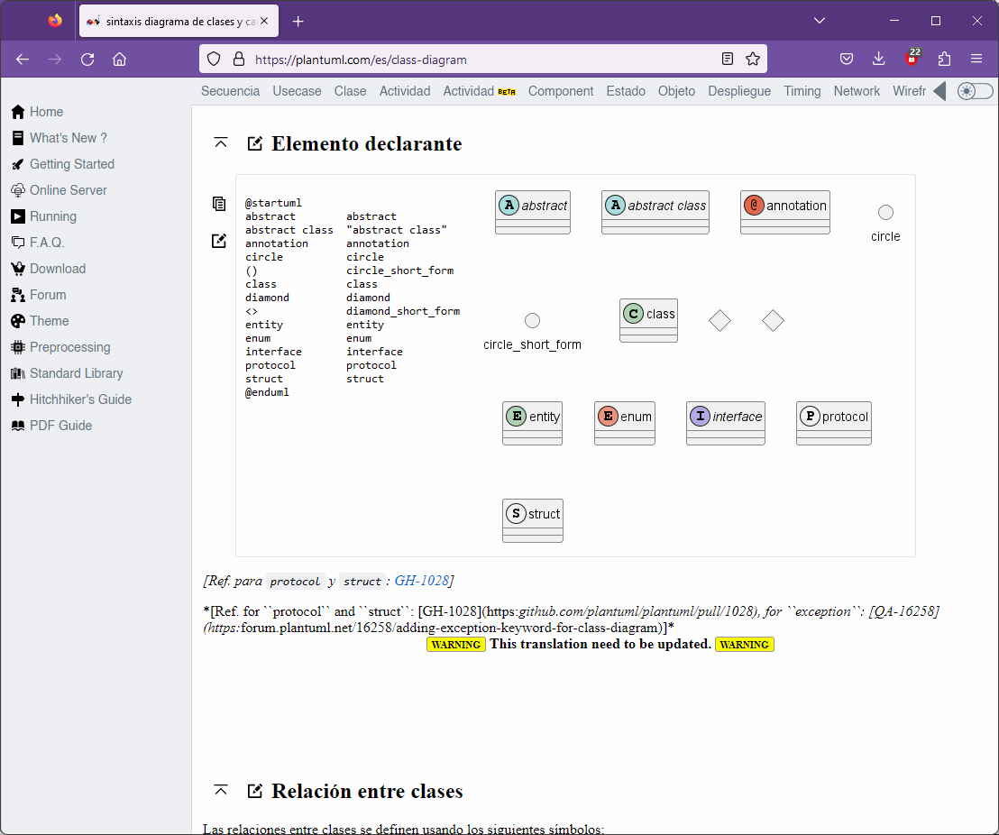 sintaxis diagrama de clases y ca
https://plantuml.com/es/class-diagram
22
Secuencia Usecase Clase Actividad Actividad BETA Component Estado Objeto Despliegue Timing Network Wirefr
Home
What's New ?
Getting Started
Online Server
Running
F.A.Q.
Download
Forum
Theme
Preprocessing
Standard Library
Hitchhiker's Guide
PDF Guide
Elemento declarante
@startuml
abstract abstract
abstract class "abstract class"
annotation annotation
circle circle
() circle_short_form
class class
diamond diamond
<> diamond_short_form
entity entity
enum enum
interface interface
protocol protocol
struct struct
@enduml
A abstract A abstract class @ annotation
circle
C class
circle_short_form
E entity E enum I interface P protocol
S struct
[Ref. para protocol y struct: GH-1028]
*[Ref. for ``protocol`` and ``struct``: [GH-1028](https:github.com/plantuml/plantuml/pull/1028), for ``exception``: [QA-16258]
(https:forum.plantuml.net/16258/adding-exception-keyword-for-class-diagram)]*
WARNING This translation need to be updated. WARNING
Relación entre clases
Las relaciones entre clases se definen usando los siguientes símbolos: